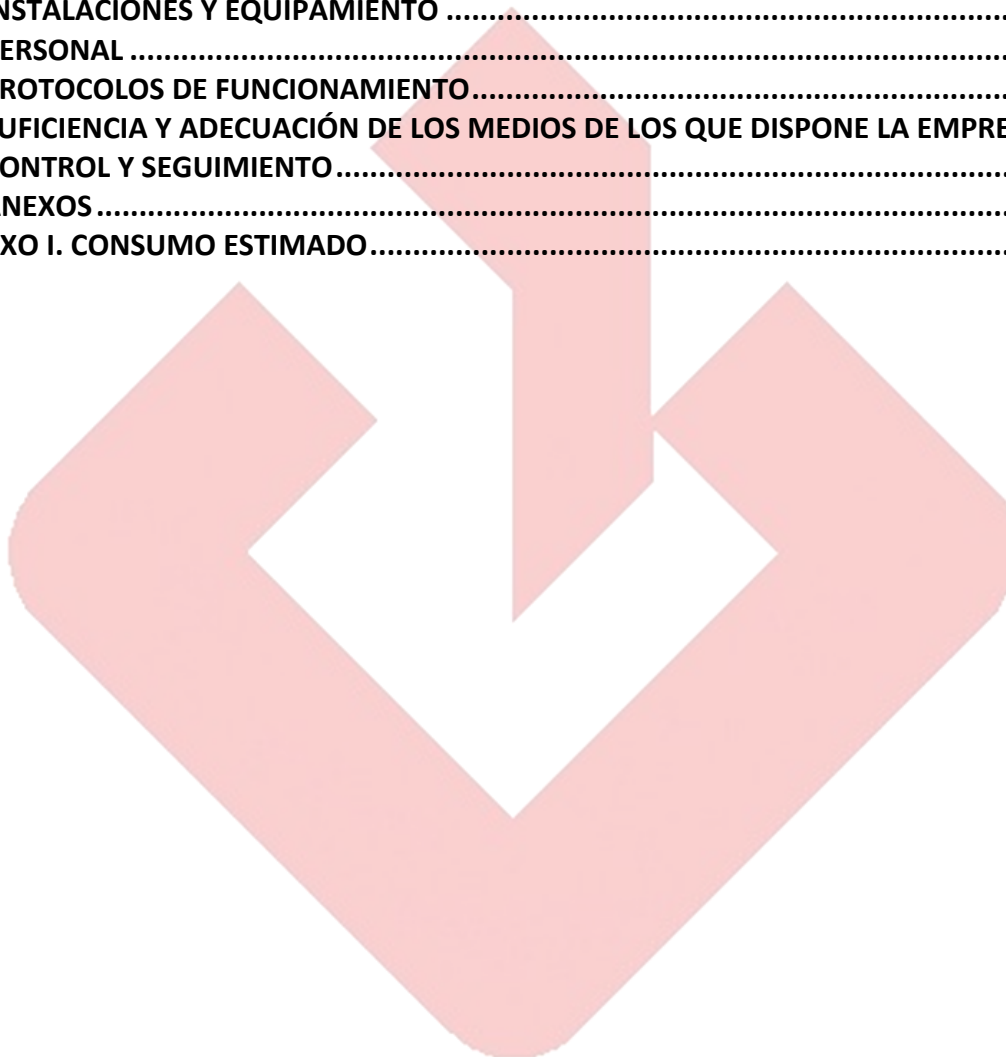 NSTALACIONES Y EQUIPAMIENTO ..................................................................
ERSONAL ........................................................................................................
ROTOCOLOS DE FUNCIONAMIENTO...............................................................
UFICIENCIA Y ADECUACIÓN DE LOS MEDIOS DE LOS QUE DISPONE LA EMPRE
ONTROL Y SEGUIMIENTO...............................................................................
NEXOS............................................................................................................
XO I. CONSUMO ESTIMADO...........................................................................